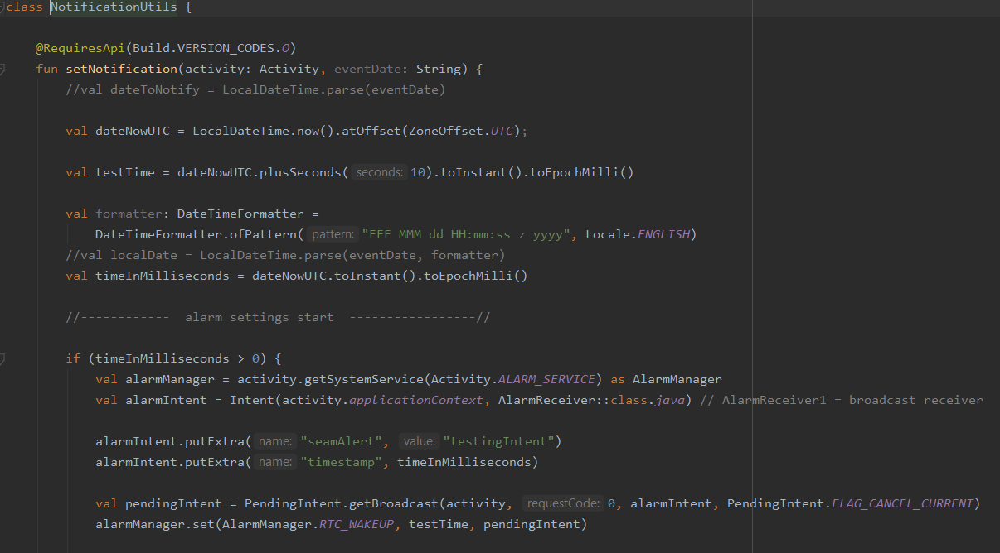 class NotificationUtils {
@RequiresApi(Build.VERSION_CODES.O)
fun setNotification(activity: Activity, eventDate: String) {
//val dateToNotify = LocalDateTime.parse(eventDate)
val dateNowUTC = LocalDateTime.now().atOffset(ZoneOffset.UTC);
val testTime = dateNowUTC.plusSeconds( seconds: 10).toInstant().toEpochMilli()
val formatter: DateTimeFormatter =
DateTimeFormatter.ofPattern( pattern: "EEE MMM dd HH:mm:ss z yyyy", Locale.ENGLISH)
//val localDate = LocalDateTime.parse(eventDate, formatter)
val timeInMilliseconds = dateNowUTC.toInstant().toEpochMilli()
//------------ alarm settings start -----------------//
if (timeInMilliseconds > 0) {
val alarmManager = activity.getSystemService(Activity.ALARM_SERVICE) as AlarmManager
val alarmIntent = Intent(activity.applicationContext, AlarmReceiver::class.java) // AlarmReceiver1 = broadcast receiver
alarmIntent.putExtra( name: "seamAlert", value: "testingIntent")
alarmIntent.putExtra( name: "timestamp", timeInMilliseconds)
val pendingIntent = PendingIntent.getBroadcast(activity, requestCode: 0, alarmIntent, PendingIntent.FLAG_CANCEL_CURRENT)
alarmManager.set(AlarmManager.RTC_WAKEUP, testTime, pendingIntent)